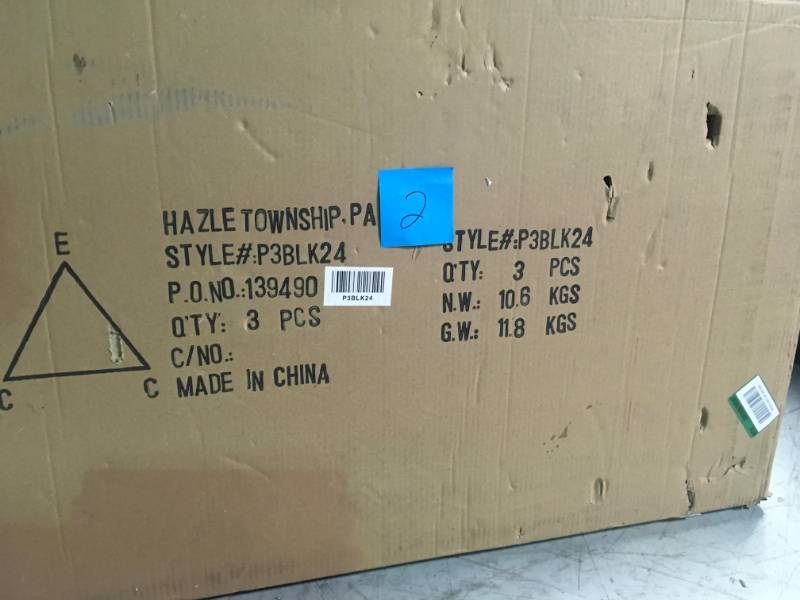 HAZLE TOWNSHIP, PA
STYLE#:P3BLK24
P.O.NO.:139490
Q'TY: 3 PCS
C/NO.:
MADE IN CHINA
P3BLK24
2
STYLE#:P3BLK24
Q'TY: 3 PCS
N.W.: 10.6 KGS
G.W.: 11.8 KGS
E
C C